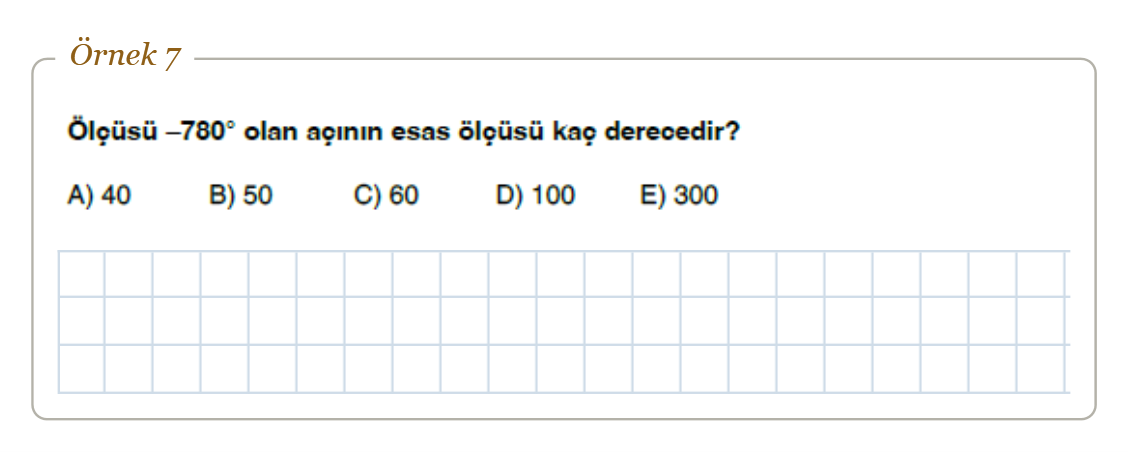 Örnek 7
Ölçüsü –780° olan açının esas ölçüsü kaç derecedir?
A) 40 B) 50 C) 60 D) 100 E) 300